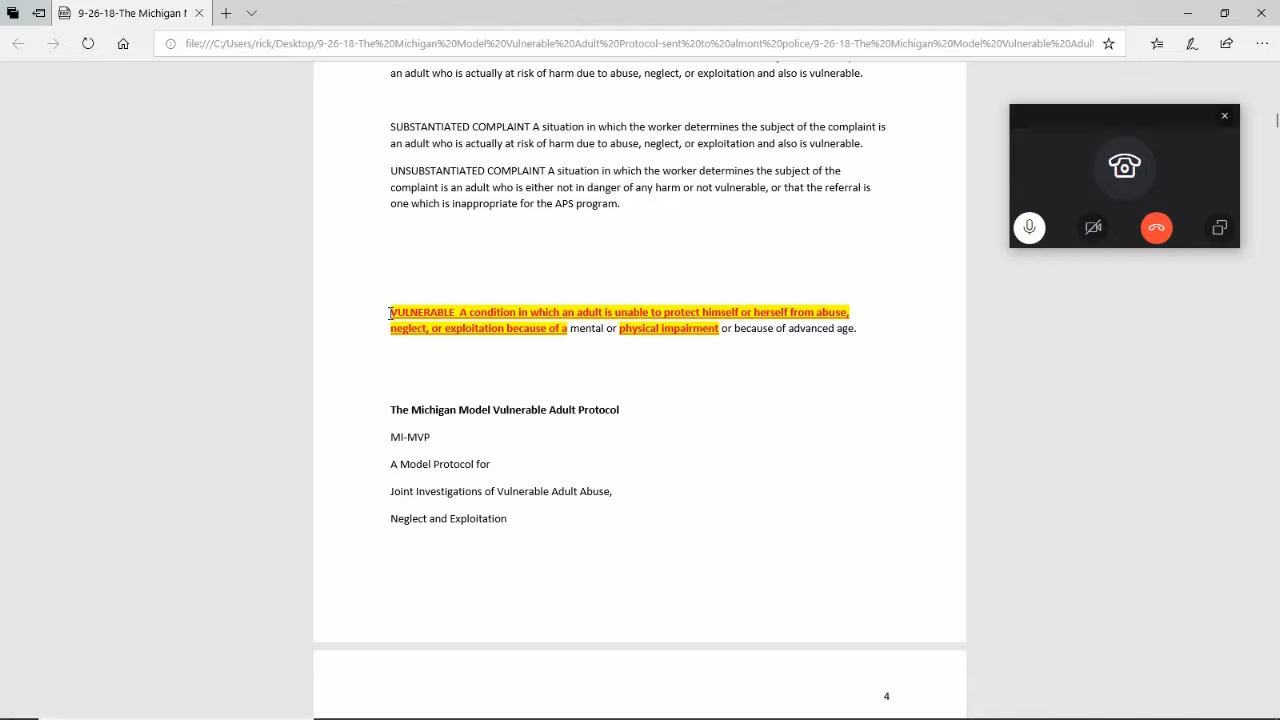 9-26-18-The Michigan M
file:///C:/Users/rick/Desktop/9-26-18-The%20Michigan%20Model%20Vulnerable%20Adult%20Protocol-sent%20to%20almont%20police/9-26-18-The%20Michigan%20Model%20Vulnerable%20Adul
an adult who is actually at risk of harm due to abuse, neglect, or exploitation and also is vulnerable.
SUBSTANTIATED COMPLAINT A situation in which the worker determines the subject of the complaint is
an adult who is actually at risk of harm due to abuse, neglect, or exploitation and also is vulnerable.
UNSUBSTANTIATED COMPLAINT A situation in which the worker determines the subject of the
complaint is an adult who is either not in danger of any harm or not vulnerable, or that the referral is
one which is inappropriate for the APS program.
VULNERABLE A condition in which an adult is unable to protect himself or herself from abuse,
neglect, or exploitation because of a mental or physical impairment or because of advanced age.
The Michigan Model Vulnerable Adult Protocol
MI-MVP
A Model Protocol for
Joint Investigations of Vulnerable Adult Abuse,
Neglect and Exploitation
4